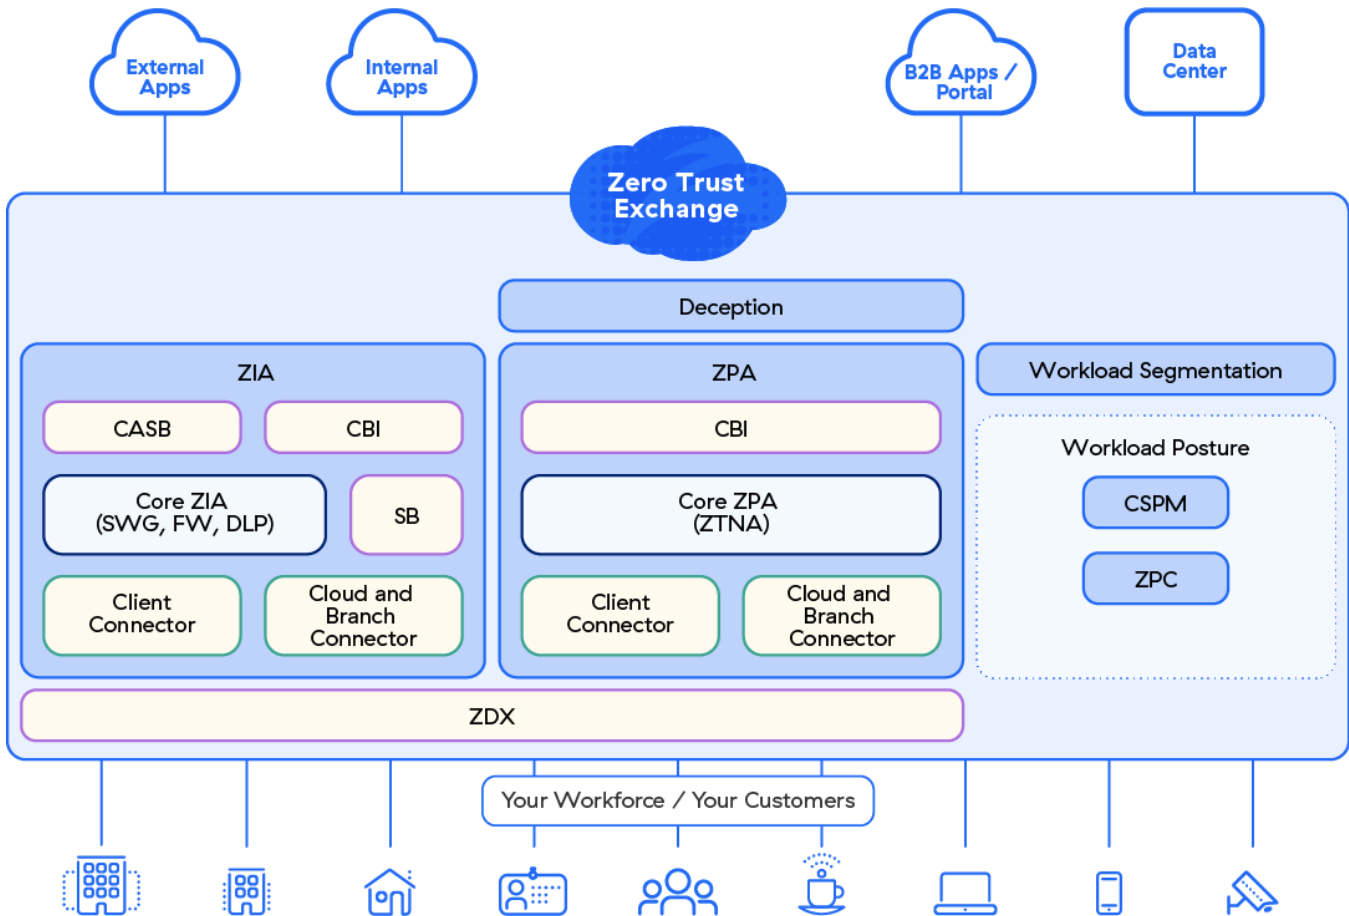 External
Apps
Internal
Apps
B2B Apps /
Portal
Data
Center
Zero Trust
Exchange
Deception
ZIA
CASB
CBI
Core ZIA
(SWG, FW, DLP)
SB
Client
Connector
Cloud and
Branch
Connector
ZPA
CBI
Core ZPA
(ZTNA)
Client
Connector
Cloud and
Branch
Connector
Workload Segmentation
Workload Posture
CSPM
ZPC
ZDX
Your Workforce / Your Customers